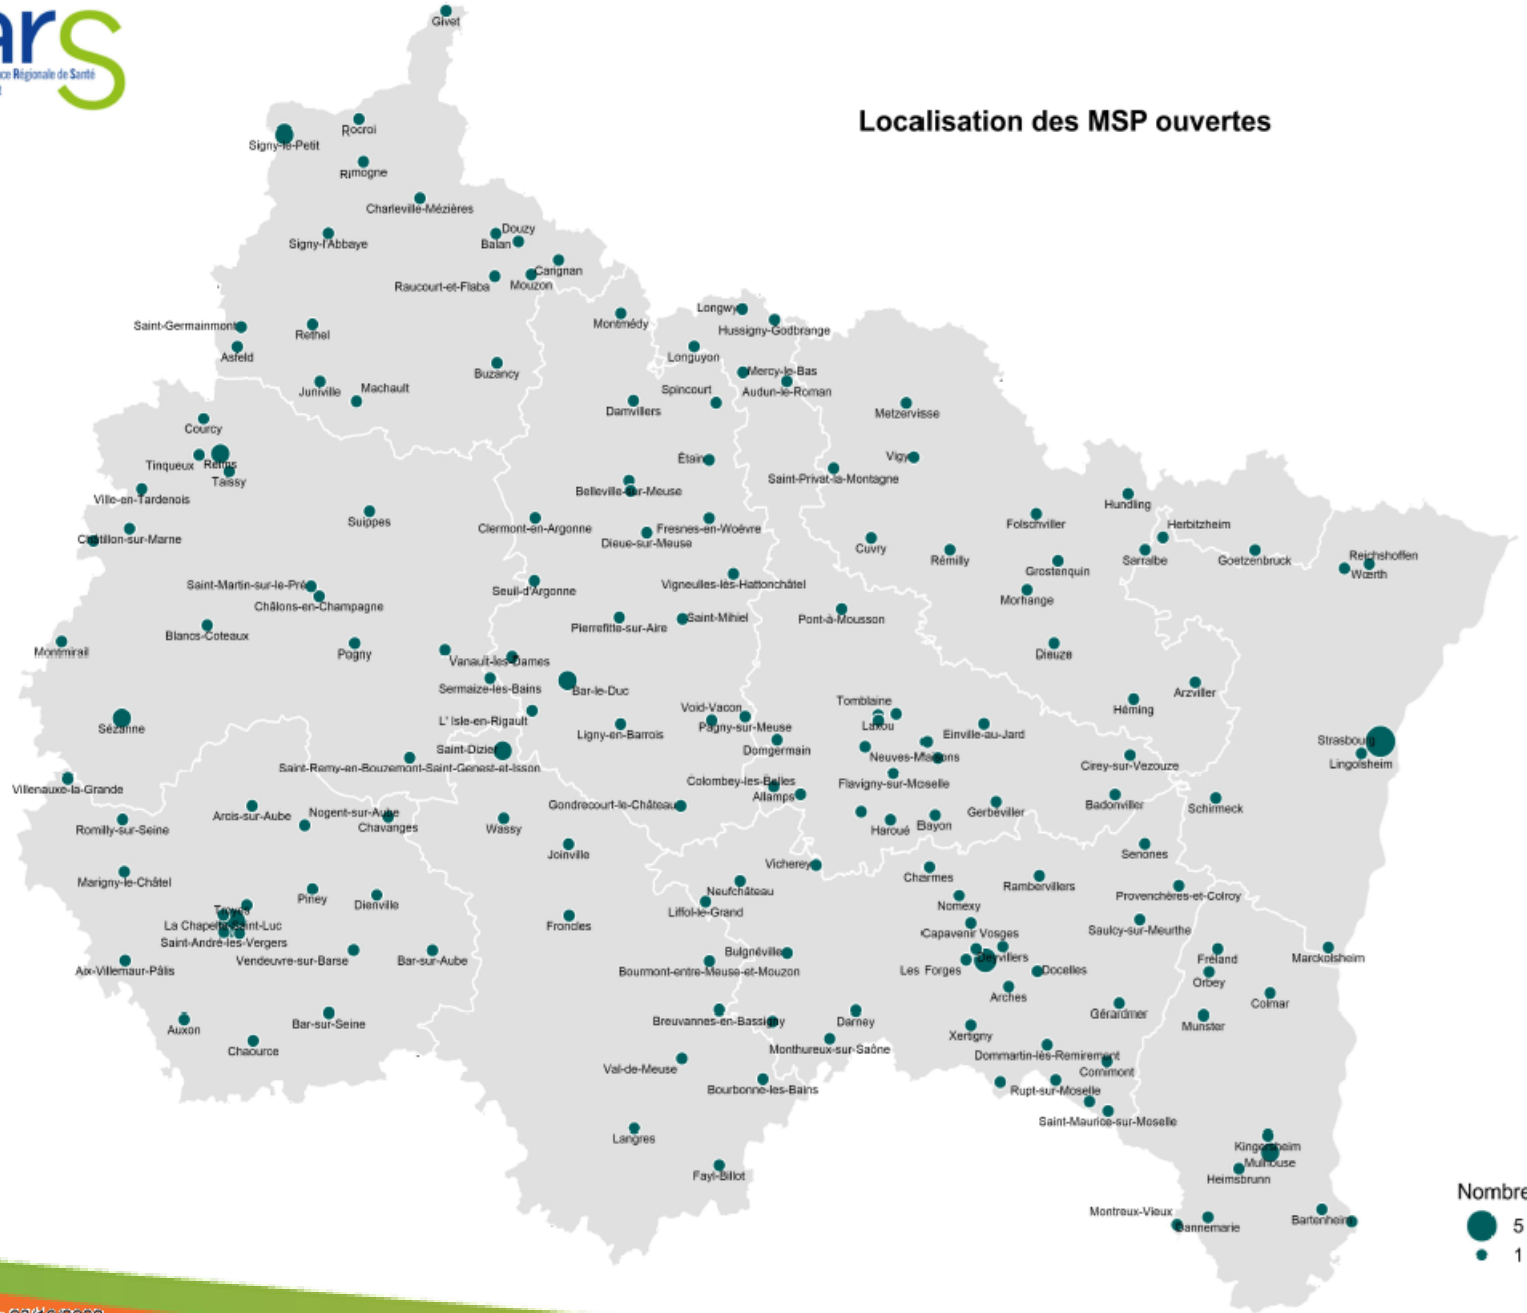 ars
ce Régionale de Santé
Localisation des MSP ouvertes
Givet
Rocroi
Signy-le-Petit
Rimogne
Charleville-Mézières
Signy-l'Abbaye
Douzy
Balan
Carignan
Raucourt-et-Flaba
Mouzon
Saint-Germainmont
Rethel
Montmédy
Longwy
Hussigny-Godbrange
Asfeld
Longuyon
Buzancy
Mercy-le-Bas
Juniville
Machault
Spincourt
Audun-le-Roman
Damvillers
Metzervisse
Courcy
Étain
Vigy
Tinqueux
Reims
Taissy
Saint-Privat-la-Montagne
Ville-en-Tardenois
Belleville-sur-Meuse
Hundling
Suippes
Clermont-en-Argonne
Fresnes-en-Woëvre
Folschviller
Herbitzheim
Châtillon-sur-Marne
Dieue-sur-Meuse
Cuvry
Rémilly
Sarralbe
Goetzenbruck
Reichshoffen
Grostenquin
Wœrth
Saint-Martin-sur-le-Pré
Seuil-d'Argonne
Vigneulles-lès-Hattonchâtel
Châlons-en-Champagne
Morhange
Blancs-Coteaux
Pierrefitte-sur-Aire
Saint-Mihiel
Pont-à-Mousson
Montmirail
Pogny
Dieuze
Vanault-les-Dames
Sermaize-les-Bains
Bar-le-Duc
Arzviller
Tomblaine
Void-Vacon
Héming
Sézanne
L' Isle-en-Rigault
Pagny-sur-Meuse
Laxou
Ligny-en-Barrois
Einville-au-Jard
Strasbourg
Saint-Dizier
Domgermain
Neuves-Maisons
Lingolsheim
Saint-Remy-en-Bouzemont-Saint-Genest-et-Isson
Cirey-sur-Vezouze
Villenauxe-la-Grande
Colombey-les-Belles
Flavigny-sur-Moselle
Allamps
Gondrecourt-le-Château
Badonviller
Schirmeck
Arcis-sur-Aube
Nogent-sur-Aube
Gerbéviller
Romilly-sur-Seine
Chavanges
Wassy
Haroué
Bayon
Joinville
Senones
Vicherey
Marigny-le-Châtel
Charmes
Rambervillers
Neufchâteau
Provenchères-et-Colroy
Piney
Dienville
Nomexy
Liffol-le-Grand
Troyes
La Chapelle-Saint-Luc
Froncles
Saulcy-sur-Meurthe
Capavenir Vosges
Saint-André-les-Vergers
Bulgnéville
Deyvillers
Fréland
Marckolsheim
Vendeuvre-sur-Barse
Bar-sur-Aube
Aix-Villemaur-Pâlis
Bourmont-entre-Meuse-et-Mouzon
Les Forges
Docelles
Orbey
Arches
Colmar
Gérardmer
Auxon
Bar-sur-Seine
Breuvannes-en-Bassigny
Darney
Munster
Xertigny
Chaource
Monthureux-sur-Saône
Dommartin-lès-Remiremont
Val-de-Meuse
Cornimont
Bourbonne-les-Bains
Rupt-sur-Moselle
Saint-Maurice-sur-Moselle
Langres
Kingersheim
Mulhouse
Fayl-Billot
Heimsbrunn
Nombre
Montreux-Vieux
Bartenheim
Dannemarie
5
1